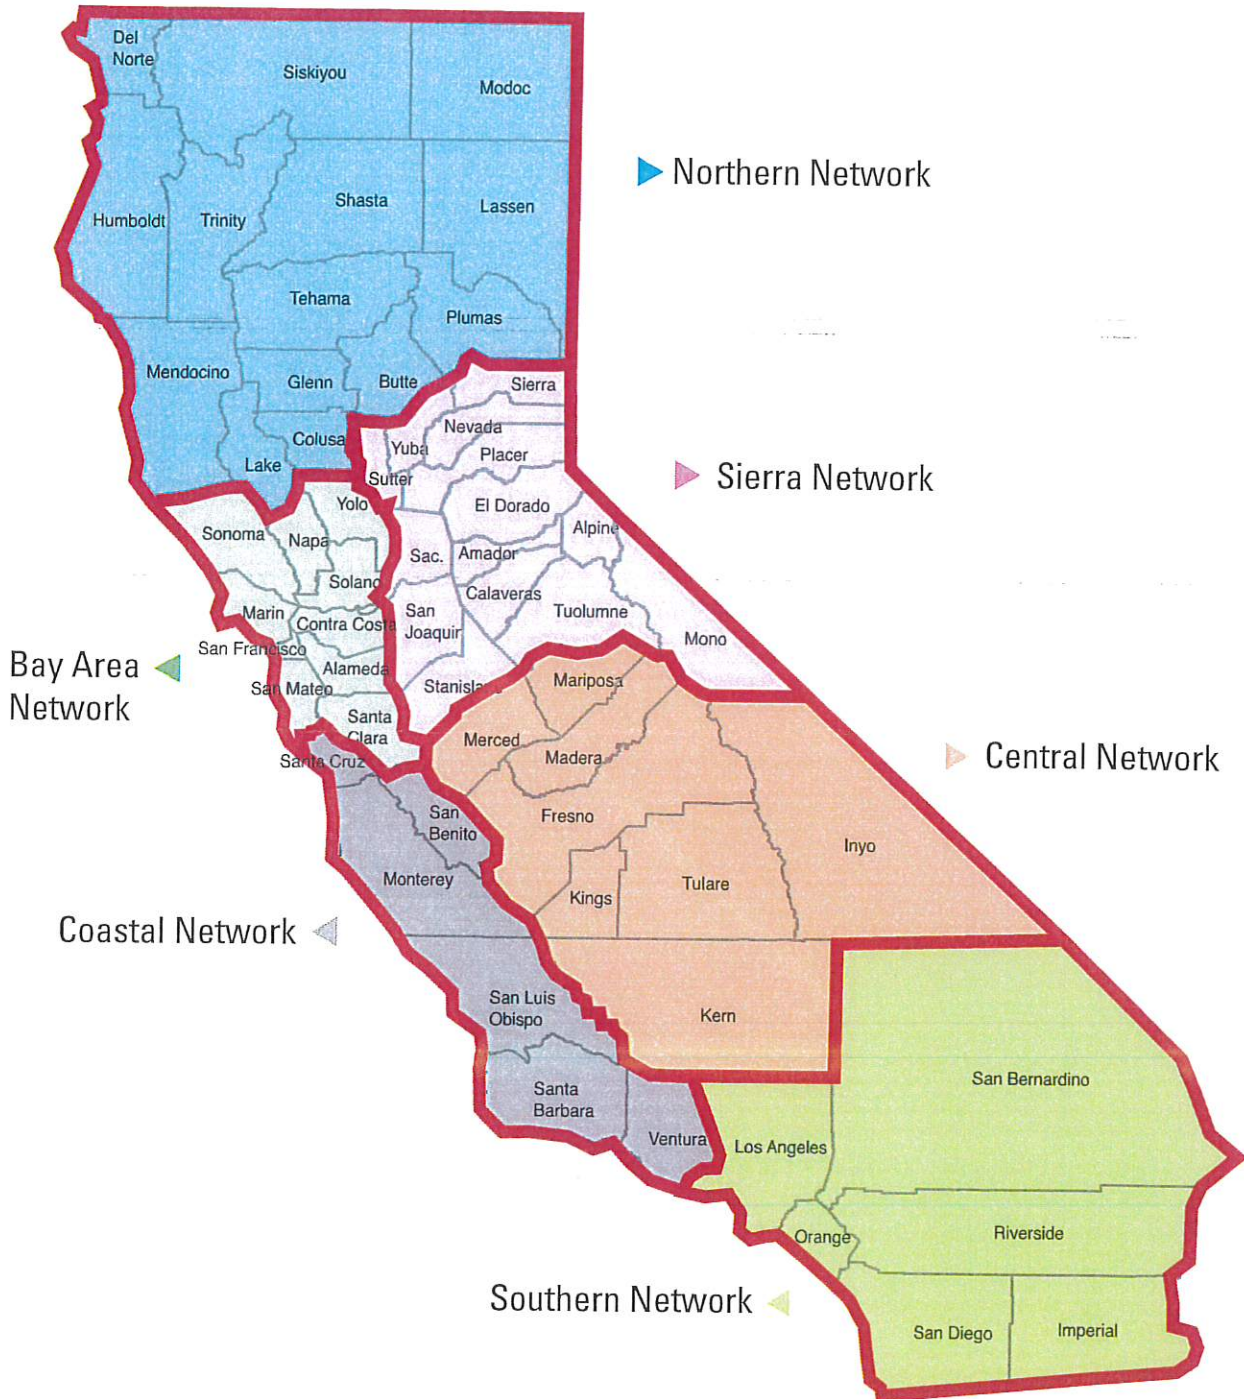 Del
Norte
Siskiyou
Modoc
Northern Network
Shasta
Lassen
Humboldt
Trinity
Tehama
Plumas
Mendocino
Glenn
Butte
Sierra
Nevada
Colusa
Yuba
Placer
Lake
Sutter
Sierra Network
Yolo
El Dorado
Sonoma
Napa
Alpine
Sac.
Amador
Solano
Calaveras
Marin
San
Joaquin
Tuolumne
Contra Costa
Mono
San Francisco
Bay Area
Network
Alameda
San Mateo
Stanislaus
Mariposa
Santa
Clara
Merced
Santa Cruz
Madera
Central Network
San
Benito
Fresno
Inyo
Monterey
Kings
Tulare
Coastal Network
San Luis
Obispo
Kern
San Bernardino
Santa
Barbara
Ventura
Los Angeles
Orange
Riverside
Southern Network
San Diego
Imperial